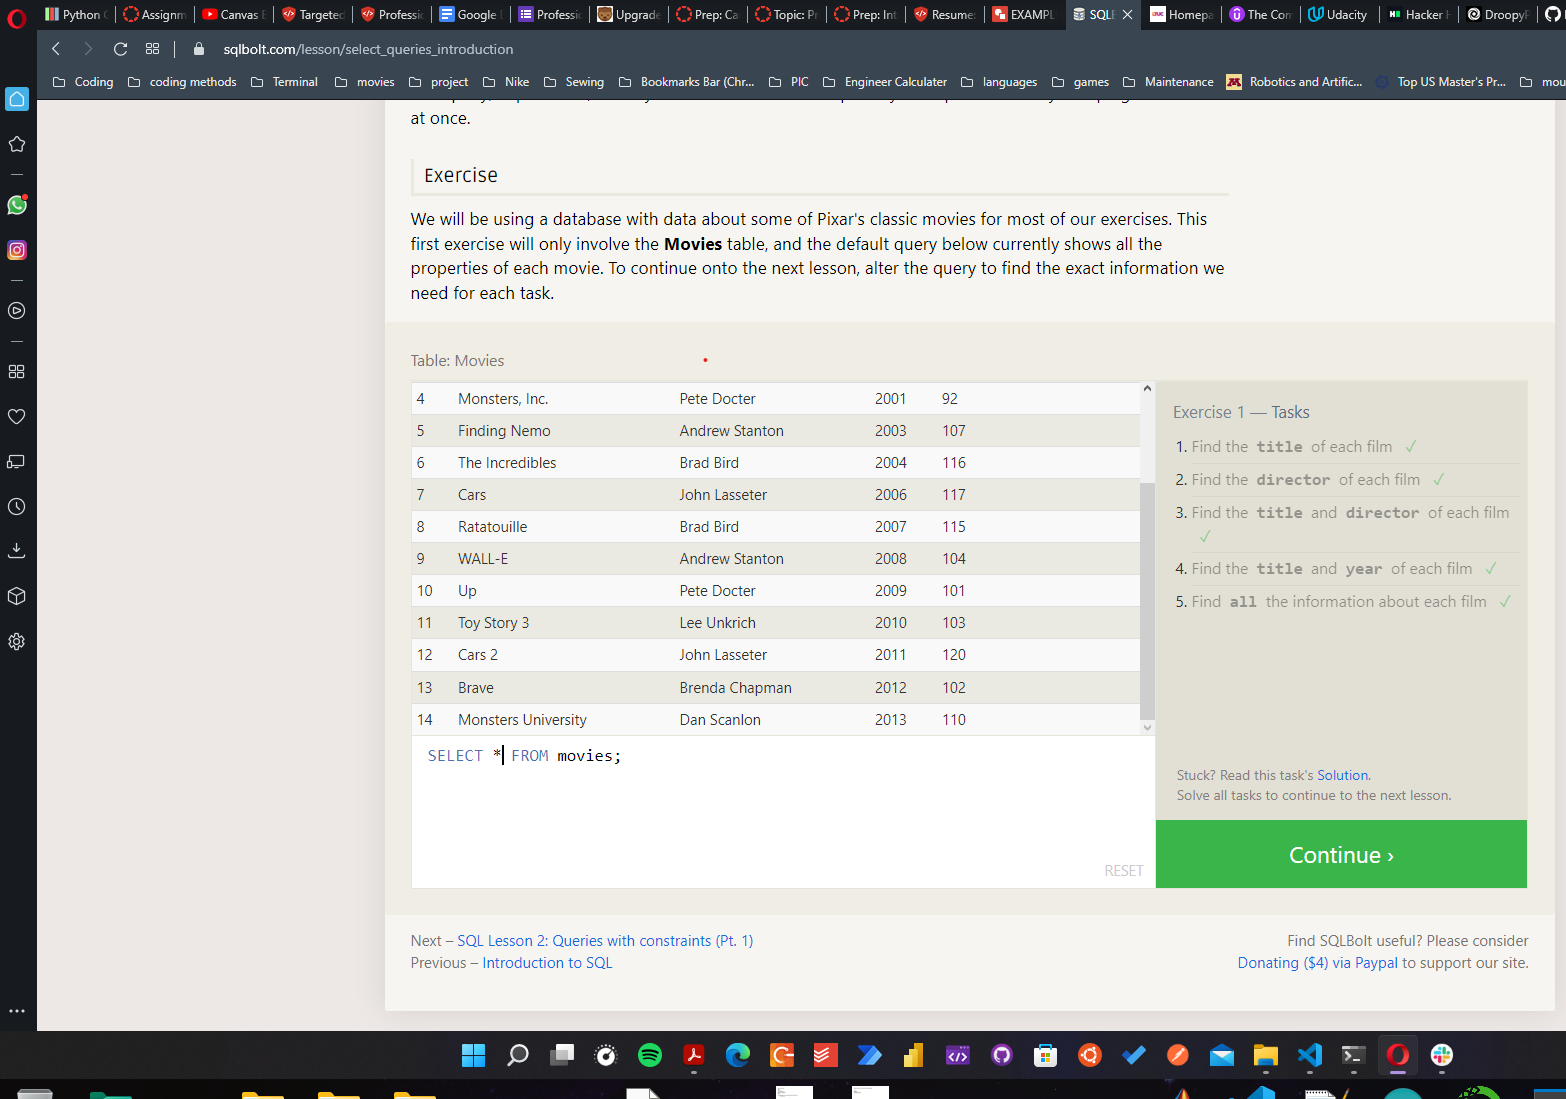 Python
Assignm
Canvas E
Targeted
Professio
Google
Professio
Upgrade
Prep: Ca
Topic: P
Prep: Int
Resume
EXAMPL
SQL
Homepa
The Com
Udacity
Hacker
DroopyP
sqlbolt.com/lesson/select_queries_introduction
Coding
coding methods
Terminal
movies
project
Nike
Sewing
Bookmarks Bar (Chr...
PIC
Engineer Calculater
languages
games
Maintenance
Robotics and Artific...
Top US Master's Pr...
mou
at once.
Exercise
We will be using a database with data about some of Pixar's classic movies for most of our exercises. This
first exercise will only involve the Movies table, and the default query below currently shows all the
properties of each movie. To continue onto the next lesson, alter the query to find the exact information we
need for each task.
Table: Movies
4 Monsters, Inc. Pete Docter 2001 92
5 Finding Nemo Andrew Stanton 2003 107
6 The Incredibles Brad Bird 2004 116
7 Cars John Lasseter 2006 117
8 Ratatouille Brad Bird 2007 115
9 WALL-E Andrew Stanton 2008 104
10 Up Pete Docter 2009 101
11 Toy Story 3 Lee Unkrich 2010 103
12 Cars 2 John Lasseter 2011 120
13 Brave Brenda Chapman 2012 102
14 Monsters University Dan Scanlon 2013 110
SELECT * FROM movies;
RESET
Exercise 1 — Tasks
1. Find the title of each film ✓
2. Find the director of each film ✓
3. Find the title and director of each film
✓
4. Find the title and year of each film ✓
5. Find all the information about each film ✓
Stuck? Read this task's Solution.
Solve all tasks to continue to the next lesson.
Continue ›
Next – SQL Lesson 2: Queries with constraints (Pt. 1)
Previous – Introduction to SQL
Find SQLBolt useful? Please consider
Donating ($4) via Paypal to support our site.